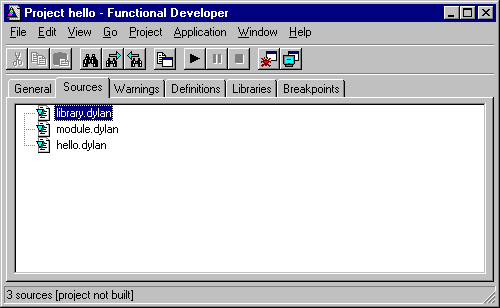 Project hello - Functional Developer
File Edit View Go Project Application Window Help
General Sources Warnings Definitions Libraries Breakpoints
library.dylan
module.dylan
hello.dylan
3 sources [project not built]